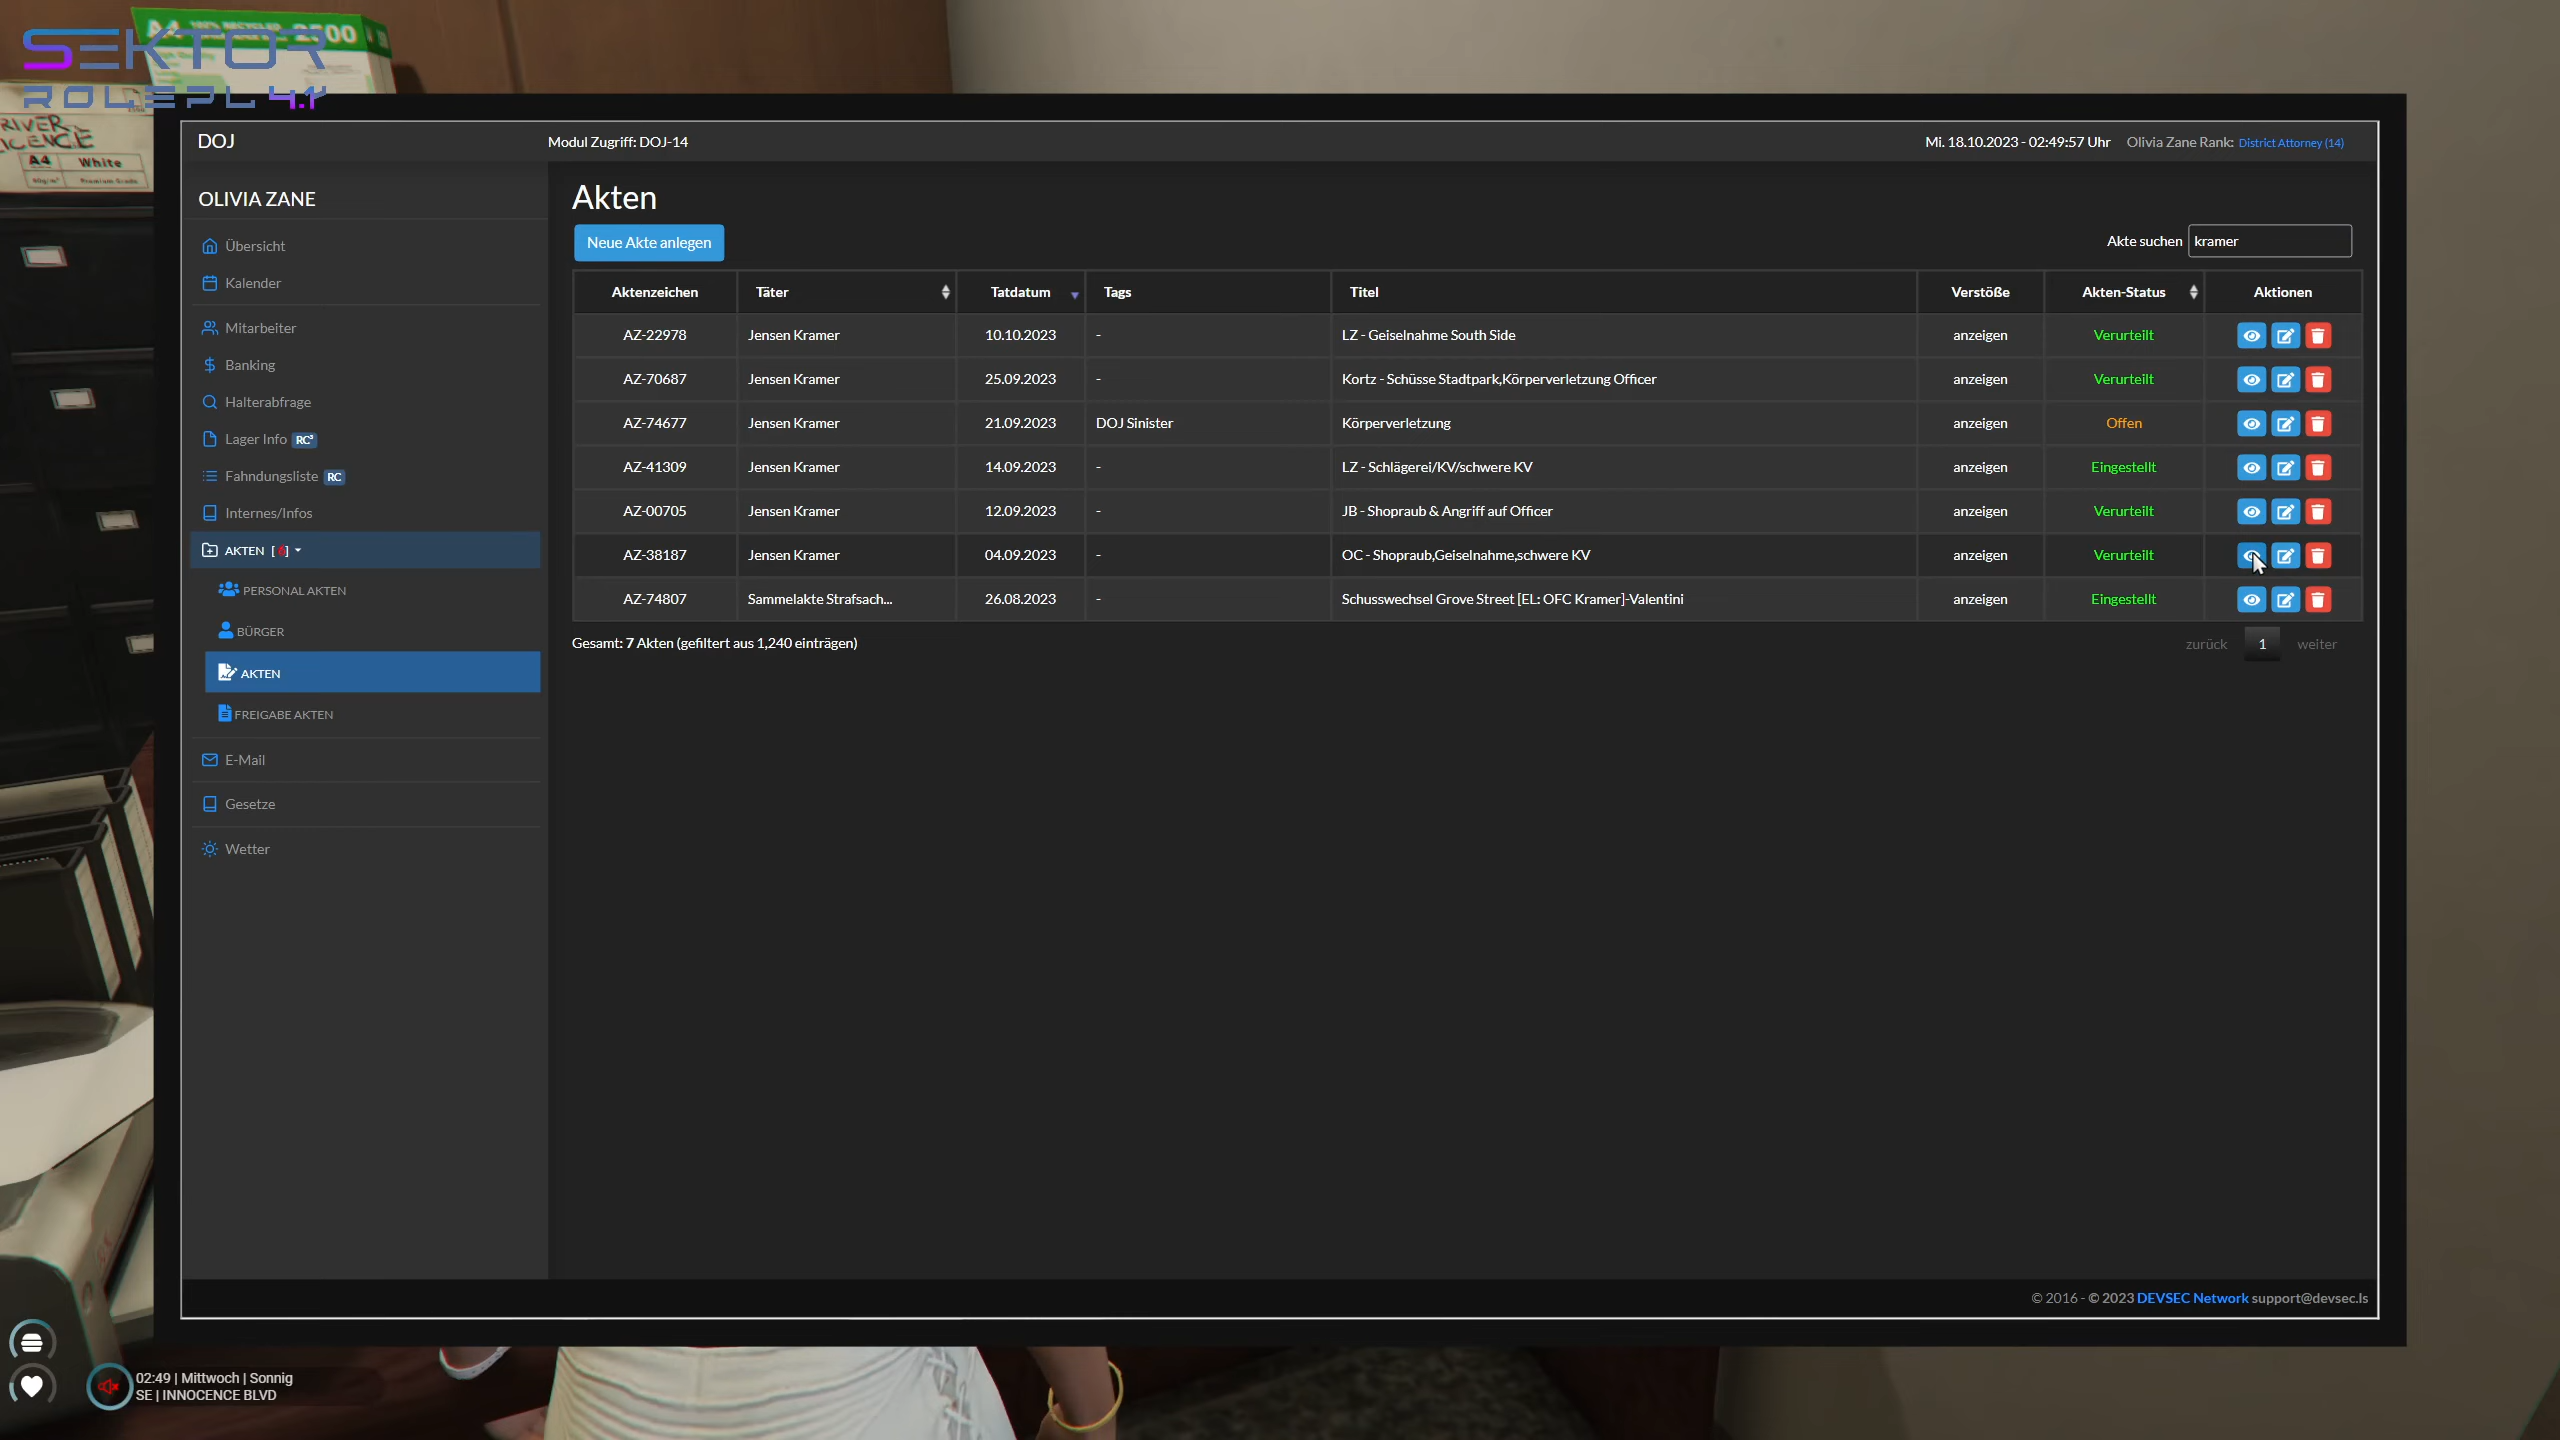 SEKTOR
ROLEPL4.Y
2500
RIVER
ICENCE
A4 White
DOJ
Modul Zugriff: DOJ-14
Mi. 18.10.2023 - 02:49:57 Uhr Olivia Zane Rank: District Attorney (14)
OLIVIA ZANE
Übersicht
Kalender
Mitarbeiter
Banking
Halterabfrage
Lager Info RC³
Fahndungsliste RC
Internes/Infos
AKTEN [6]
PERSONAL AKTEN
BÜRGER
AKTEN
FREIGABE AKTEN
E-Mail
Gesetze
Wetter
Akten
Neue Akte anlegen
Akte suchen kramer
Aktenzeichen Täter Tatdatum Tags Titel Verstöße Akten-Status Aktionen
AZ-22978 Jensen Kramer 10.10.2023 - LZ - Geiselnahme South Side anzeigen Verurteilt
AZ-70687 Jensen Kramer 25.09.2023 - Kortz - Schüsse Stadtpark,Körperverletzung Officer anzeigen Verurteilt
AZ-74677 Jensen Kramer 21.09.2023 DOJ Sinister Körperverletzung anzeigen Offen
AZ-41309 Jensen Kramer 14.09.2023 - LZ - Schlägerei/KV/schwere KV anzeigen Eingestellt
AZ-00705 Jensen Kramer 12.09.2023 - JB - Shopraub & Angriff auf Officer anzeigen Verurteilt
AZ-38187 Jensen Kramer 04.09.2023 - OC - Shopraub,Geiselnahme,schwere KV anzeigen Verurteilt
AZ-74807 Sammelakte Strafsach... 26.08.2023 - Schusswechsel Grove Street [EL: OFC Kramer]-Valentini anzeigen Eingestellt
Gesamt: 7 Akten (gefiltert aus 1,240 einträgen)
zurück 1 weiter
© 2016 - © 2023 DEVSEC Network support@devsec.ls
02:49 | Mittwoch | Sonnig
SE | INNOCENCE BLVD